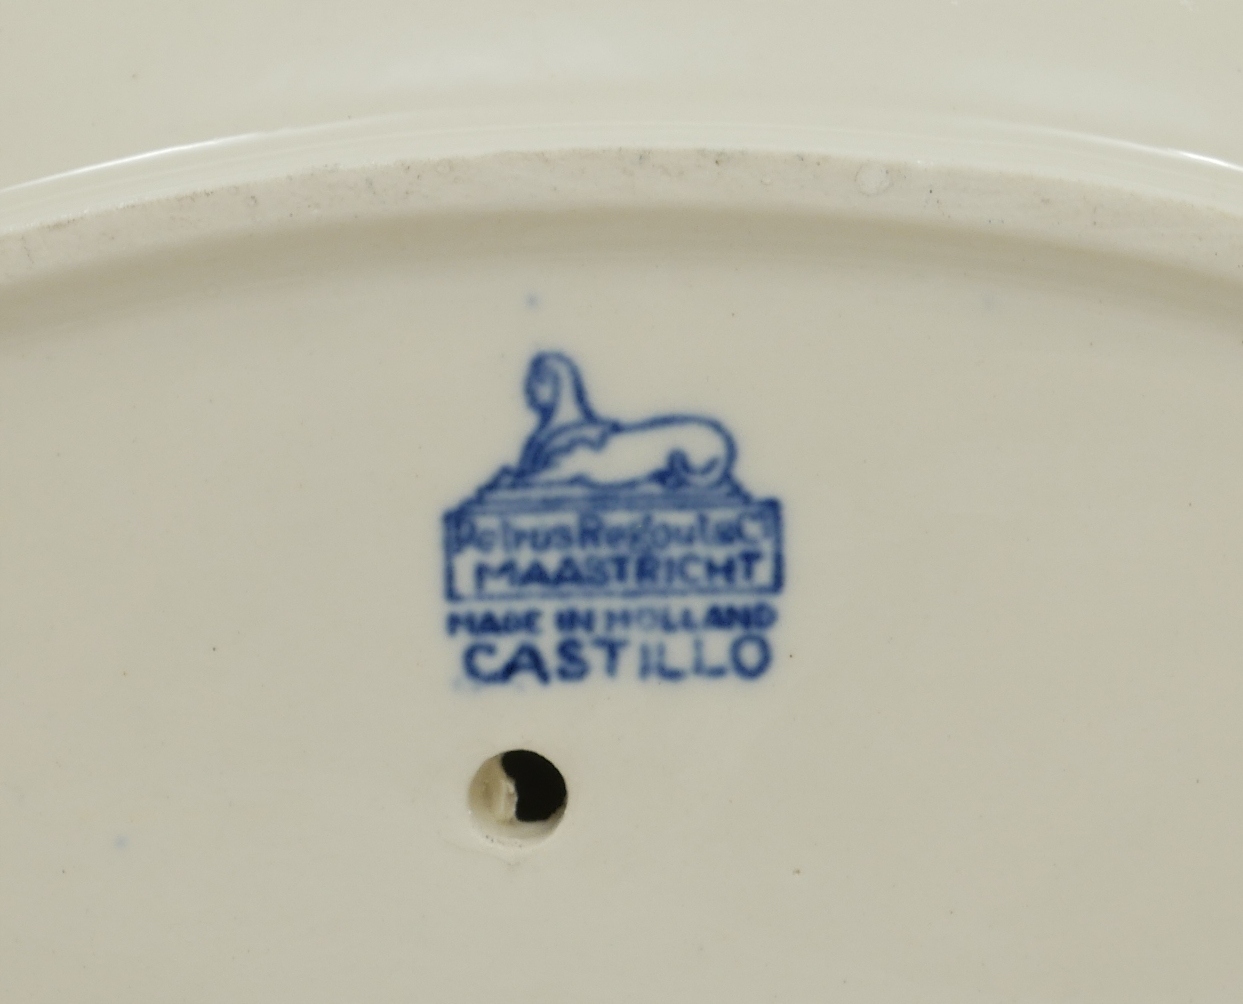 Petrus Regout & Co
MAASTRICHT
MADE IN HOLLAND
CASTILLO